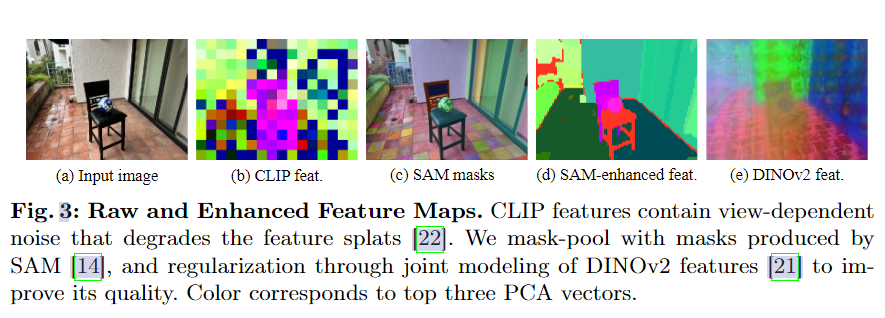 (a) Input image (b) CLIP feat. (c) SAM masks (d) SAM-enhanced feat. (e) DINOv2 feat.
Fig. 3: Raw and Enhanced Feature Maps. CLIP features contain view-dependent
noise that degrades the feature splats [22]. We mask-pool with masks produced by
SAM [14], and regularization through joint modeling of DINOv2 features [21] to im-
prove its quality. Color corresponds to top three PCA vectors.